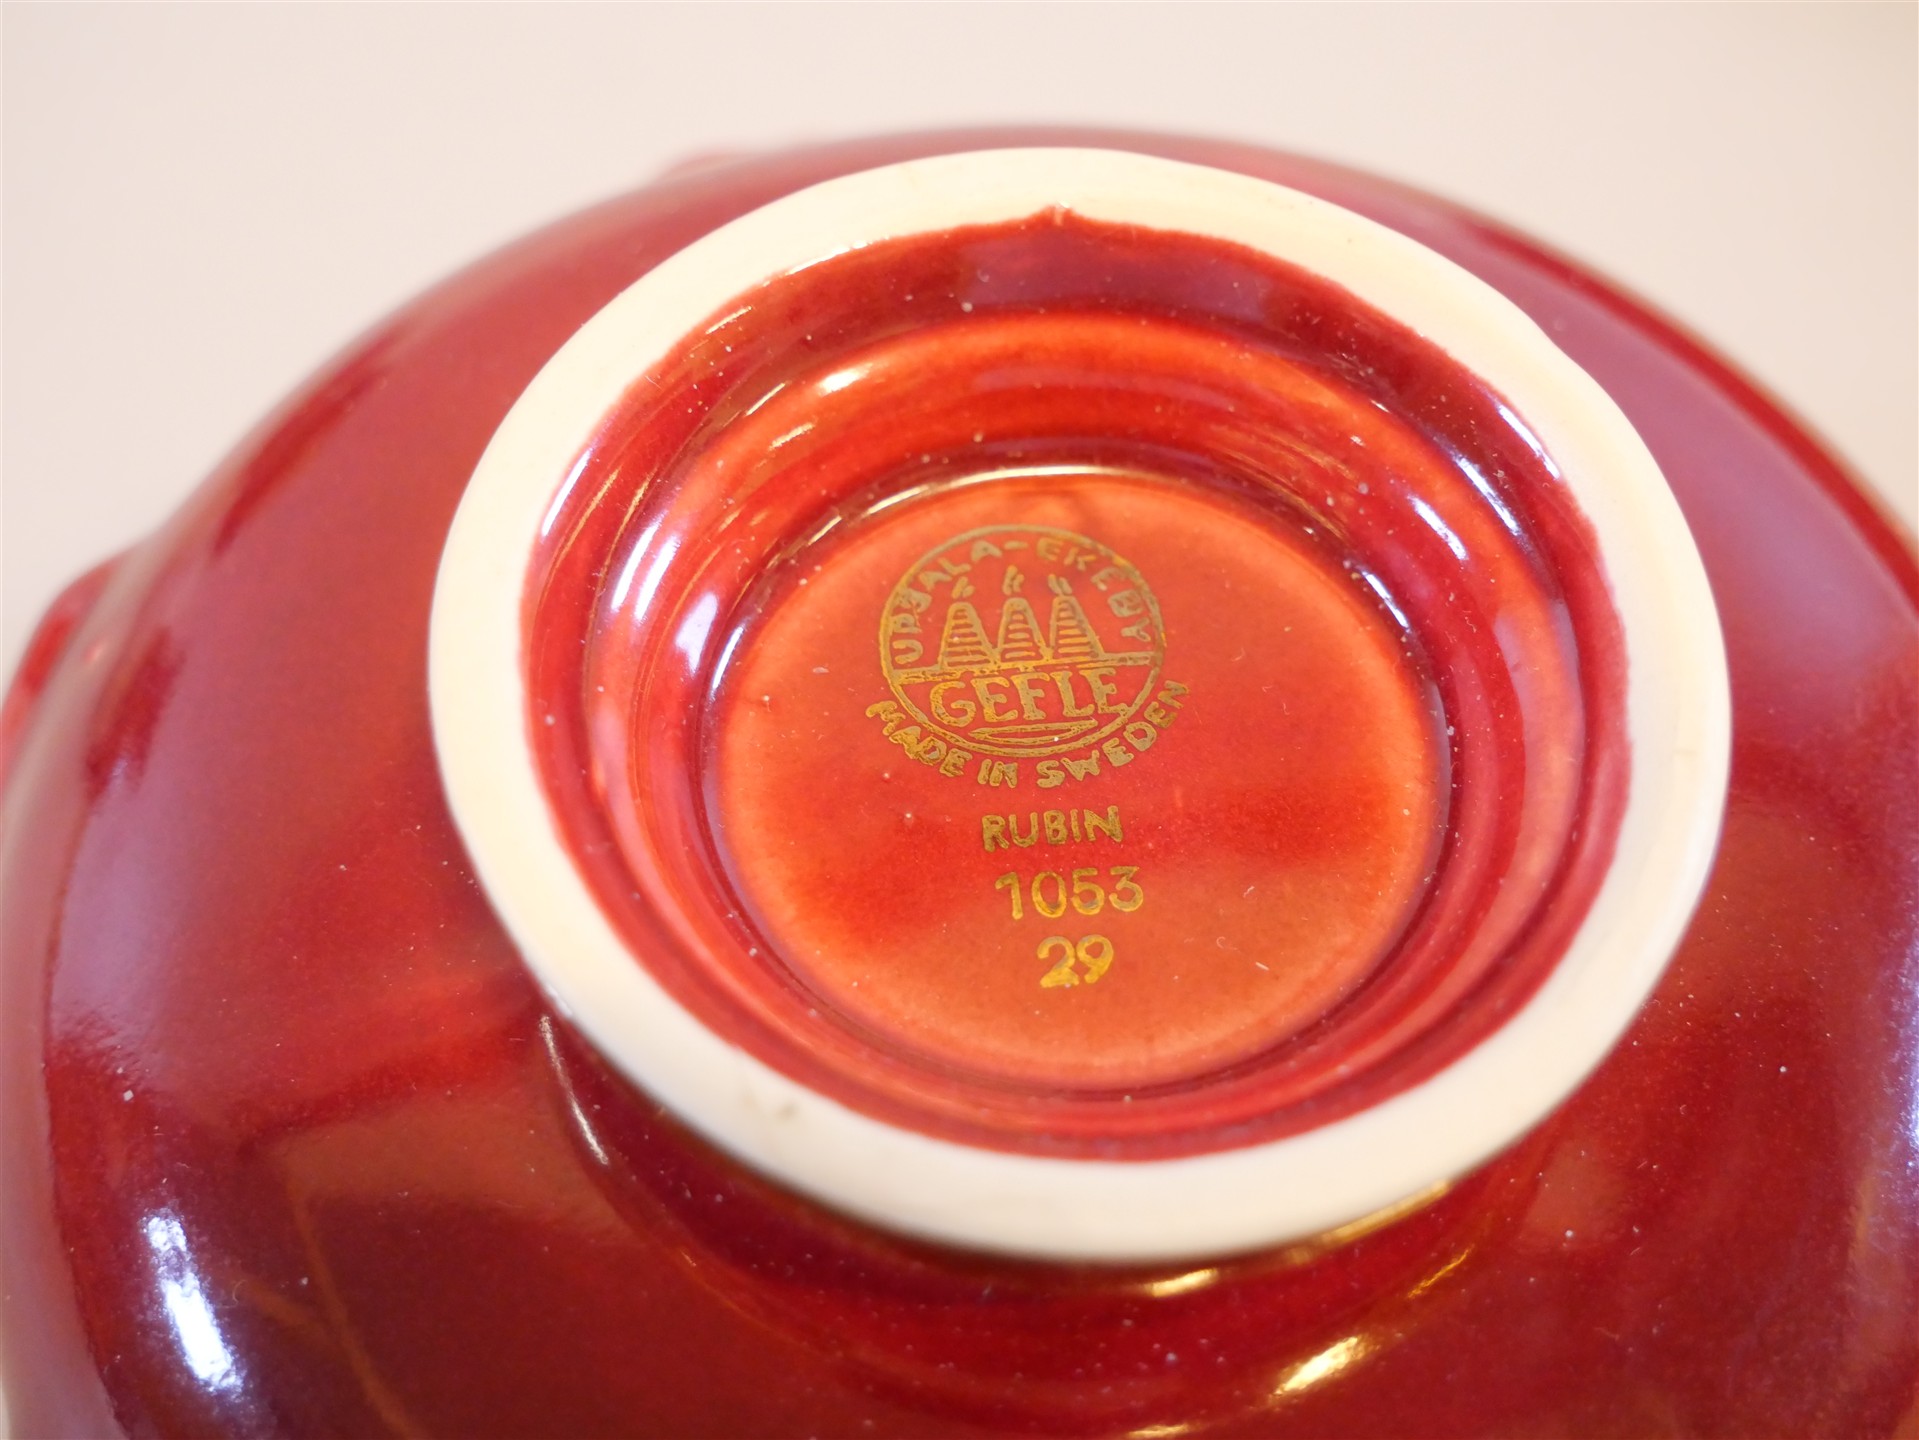 UPSALA-EKEBY
GEFLE
MADE IN SWEDEN
RUBIN
1053
29